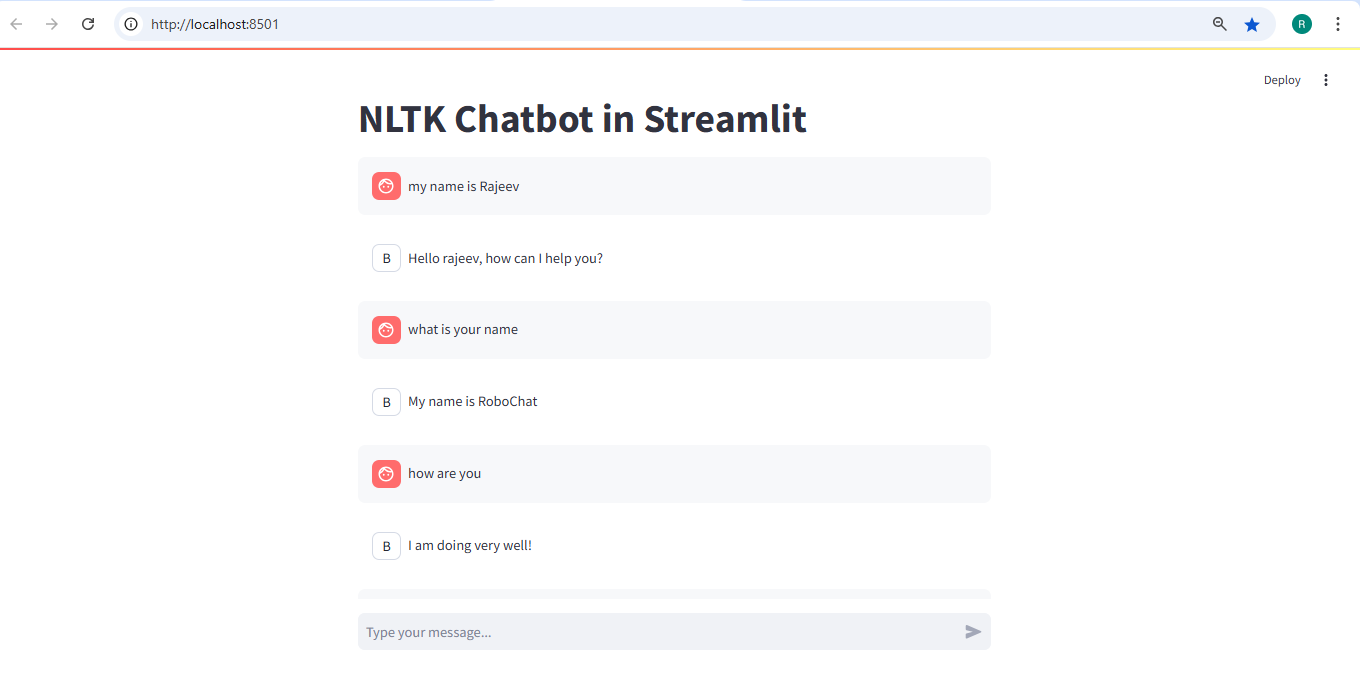 http://localhost:8501
R
Deploy
NLTK Chatbot in Streamlit
my name is Rajeev
B Hello rajeev, how can I help you?
what is your name
B My name is RoboChat
how are you
B I am doing very well!
Type your message...